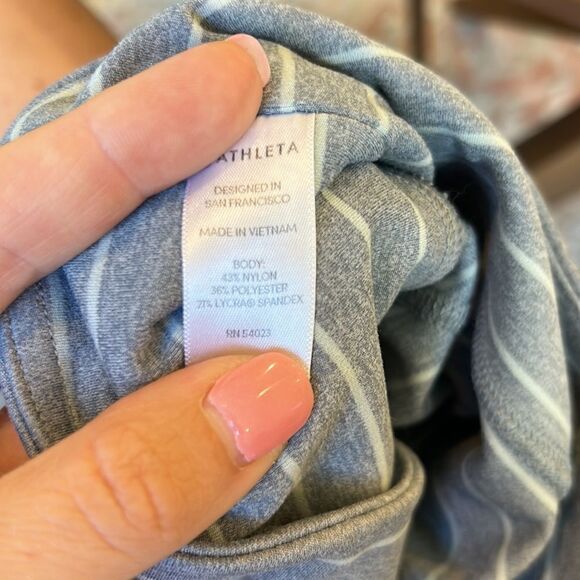 ATHLETA
DESIGNED IN
SAN FRANCISCO
MADE IN VIETNAM
BODY:
43% NYLON
36% POLYESTER
21% LYCRA® SPANDEX
RN 54023